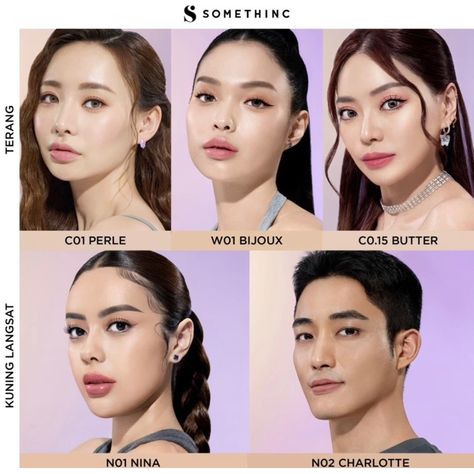 SOMETHINC
TERANG
C01 PERLE
W01 BIJOUX
C0.15 BUTTER
KUNING LANGSAT
N01 NINA
N02 CHARLOTTE